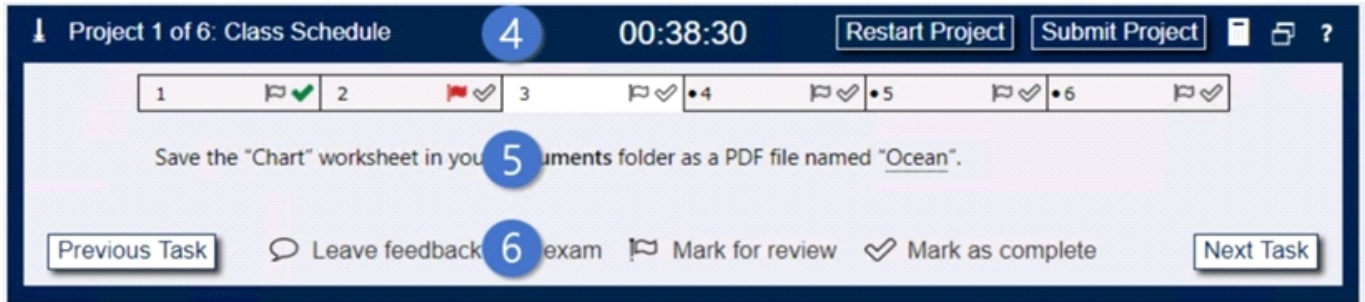 Project 1 of 6: Class Schedule 4 00:38:30 Restart Project Submit Project ?
1 2 3 •4 •5 •6
Save the “Chart” worksheet in you 5 uments folder as a PDF file named “Ocean”.
Previous Task Leave feedback 6 exam Mark for review Mark as complete Next Task